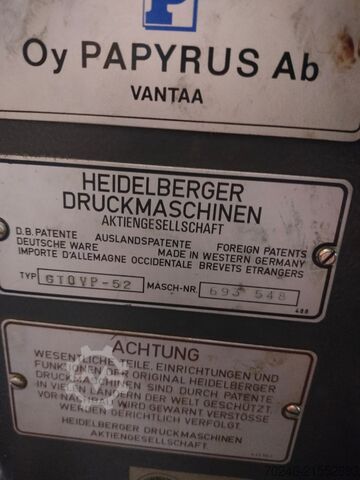 P
Oy PAPYRUS Ab
VANTAA
HEIDELBERGER
DRUCKMASCHINEN
AKTIENGESELLSCHAFT
D.B. PATENTE AUSLANDSPATENTE FOREIGN PATENTS
DEUTSCHE WARE MADE IN WESTERN GERMANY
IMPORTE D'ALLEMAGNE OCCIDENTALE BREVETS ETRANGERS
TYP GTOVP-52 MASCH-NR. 693 548
ACHTUNG
WESENTLICHE TEILE, EINRICHTUNGEN UND
FUNKTIONEN DER ORIGINAL HEIDELBERGER
DRUCKMASCHINEN SIND DURCH PATENTE
IN VIELEN LÄNDERN DER WELT GESCHÜTZT.
VOR NACHBAU WIRD GEWARNT. VERSTÖSSE
WERDEN GERICHTLICH VERFOLGT.
HEIDELBERGER DRUCKMASCHINEN
AKTIENGESELLSCHAFT